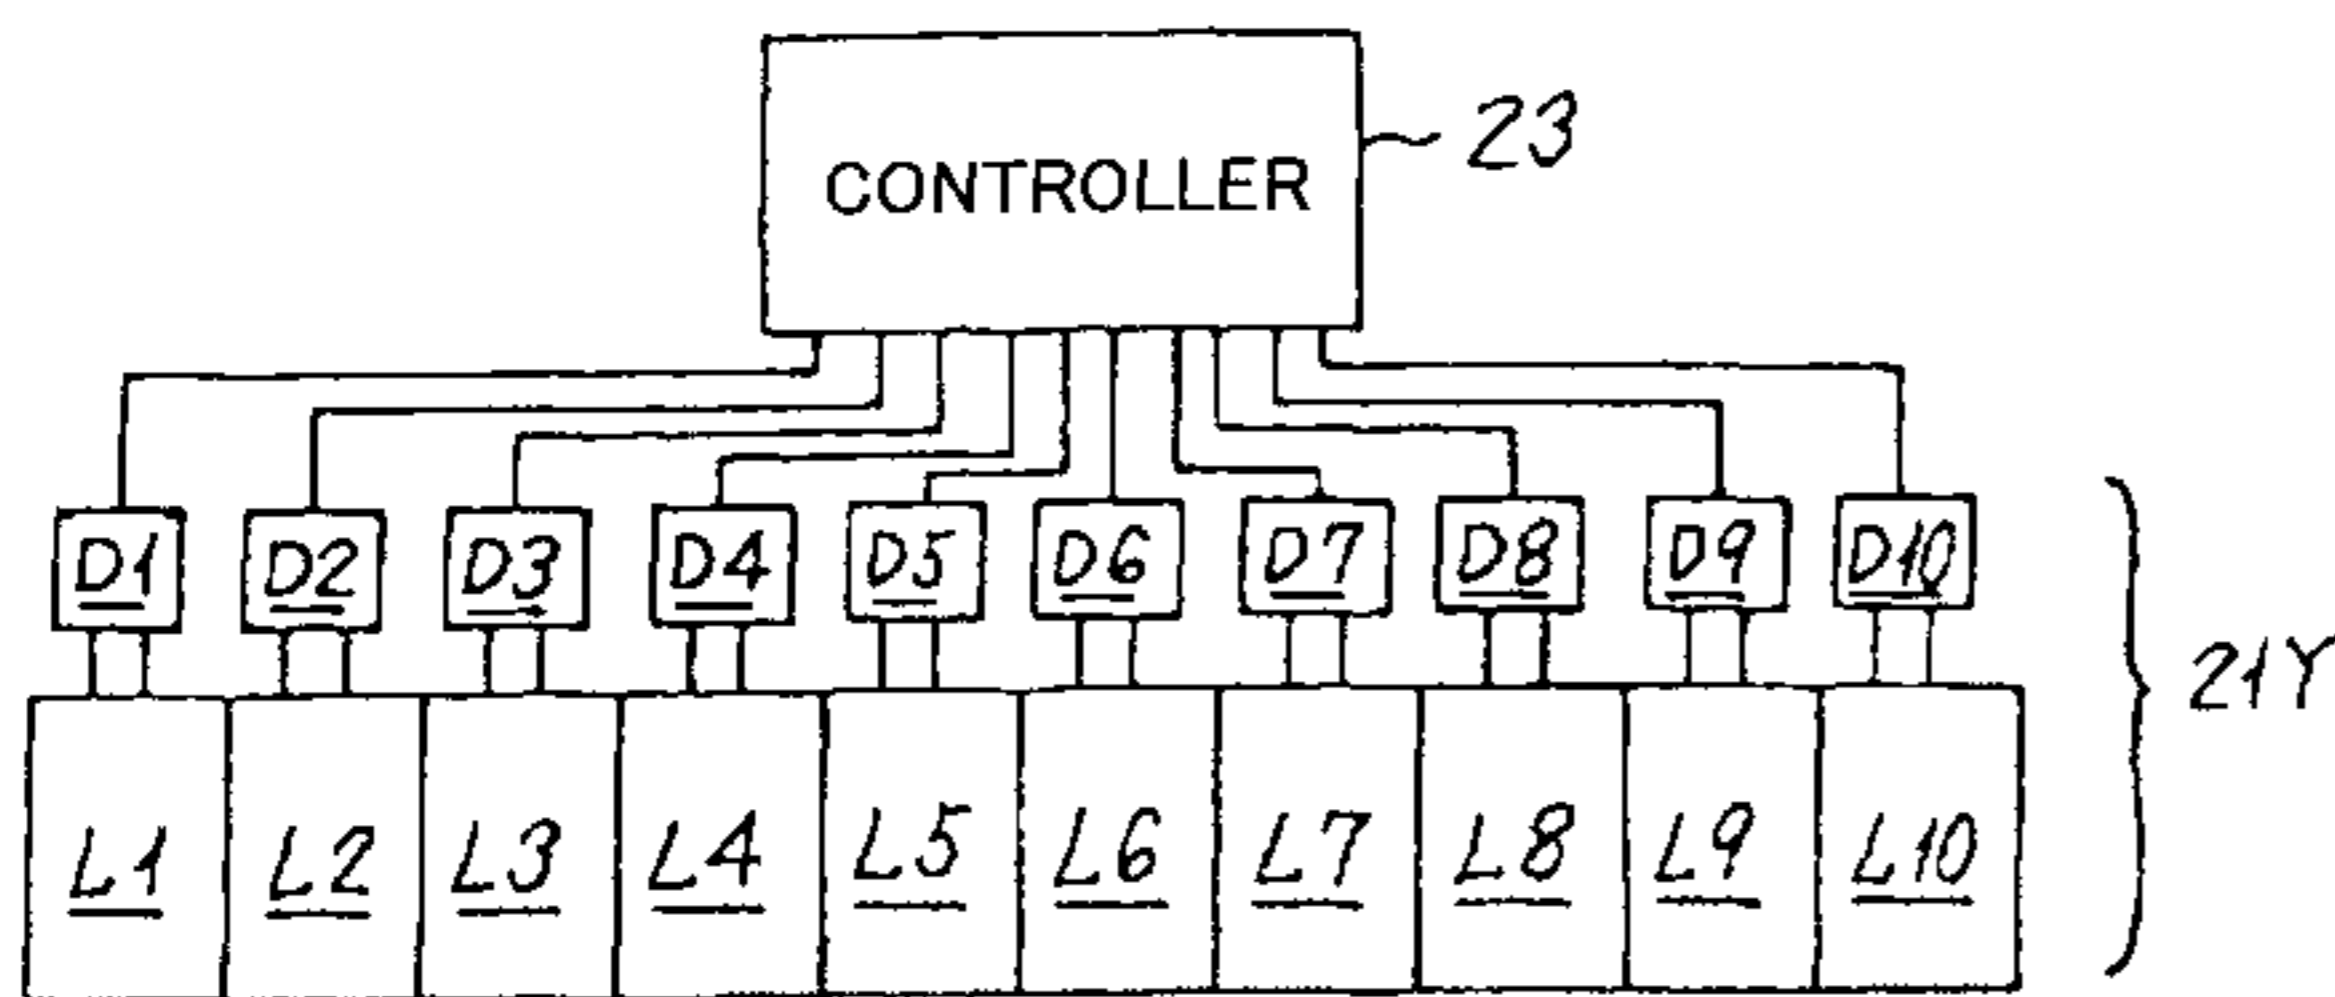 23
CONTROLLER
D1 D2 D3 D4 D5 D6 D7 D8 D9 D10
21Y
L1 L2 L3 L4 L5 L6 L7 L8 L9 L10